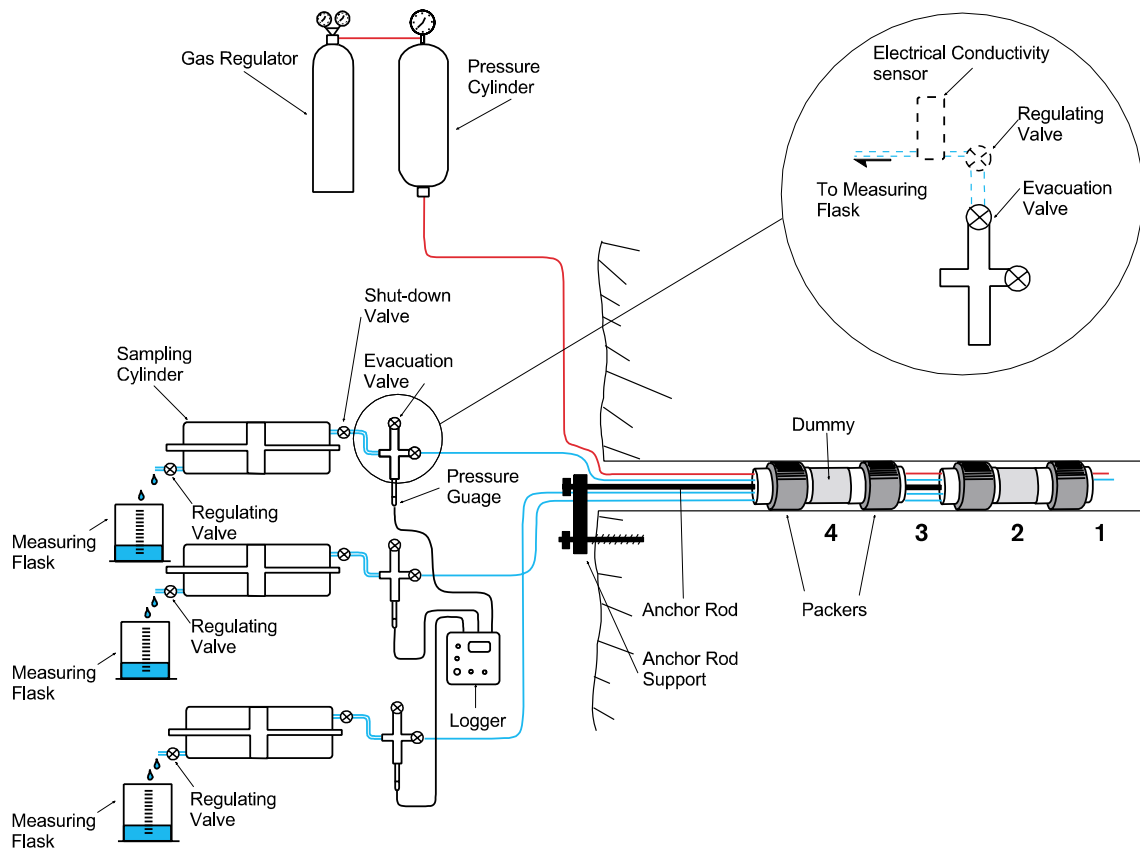 Gas Regulator
Pressure
Cylinder
Electrical Conductivity
sensor
Regulating
Valve
To Measuring
Flask
Evacuation
Valve
Shut-down
Valve
Sampling
Cylinder
Evacuation
Valve
Dummy
Pressure
Guage
Measuring
Flask
Regulating
Valve
4
3
2
1
Anchor Rod
Packers
Regulating
Valve
Measuring
Flask
Anchor Rod
Support
Logger
Regulating
Valve
Measuring
Flask